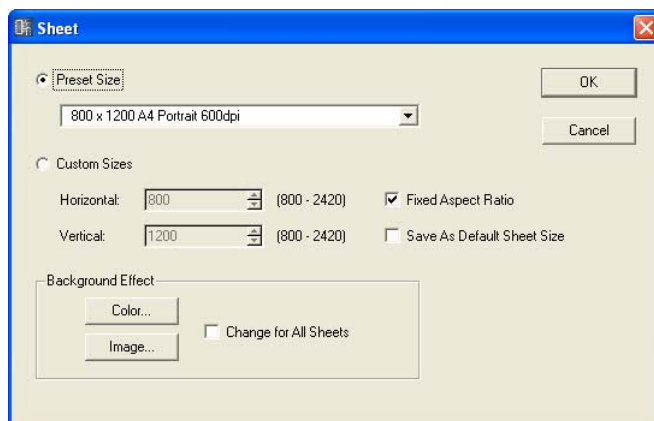 Sheet
Preset Size
OK
800 x 1200 A4 Portrait 600dpi
Cancel
Custom Sizes
Horizontal: 800 (800 - 2420) Fixed Aspect Ratio
Vertical: 1200 (800 - 2420) Save As Default Sheet Size
Background Effect
Color...
Change for All Sheets
Image...